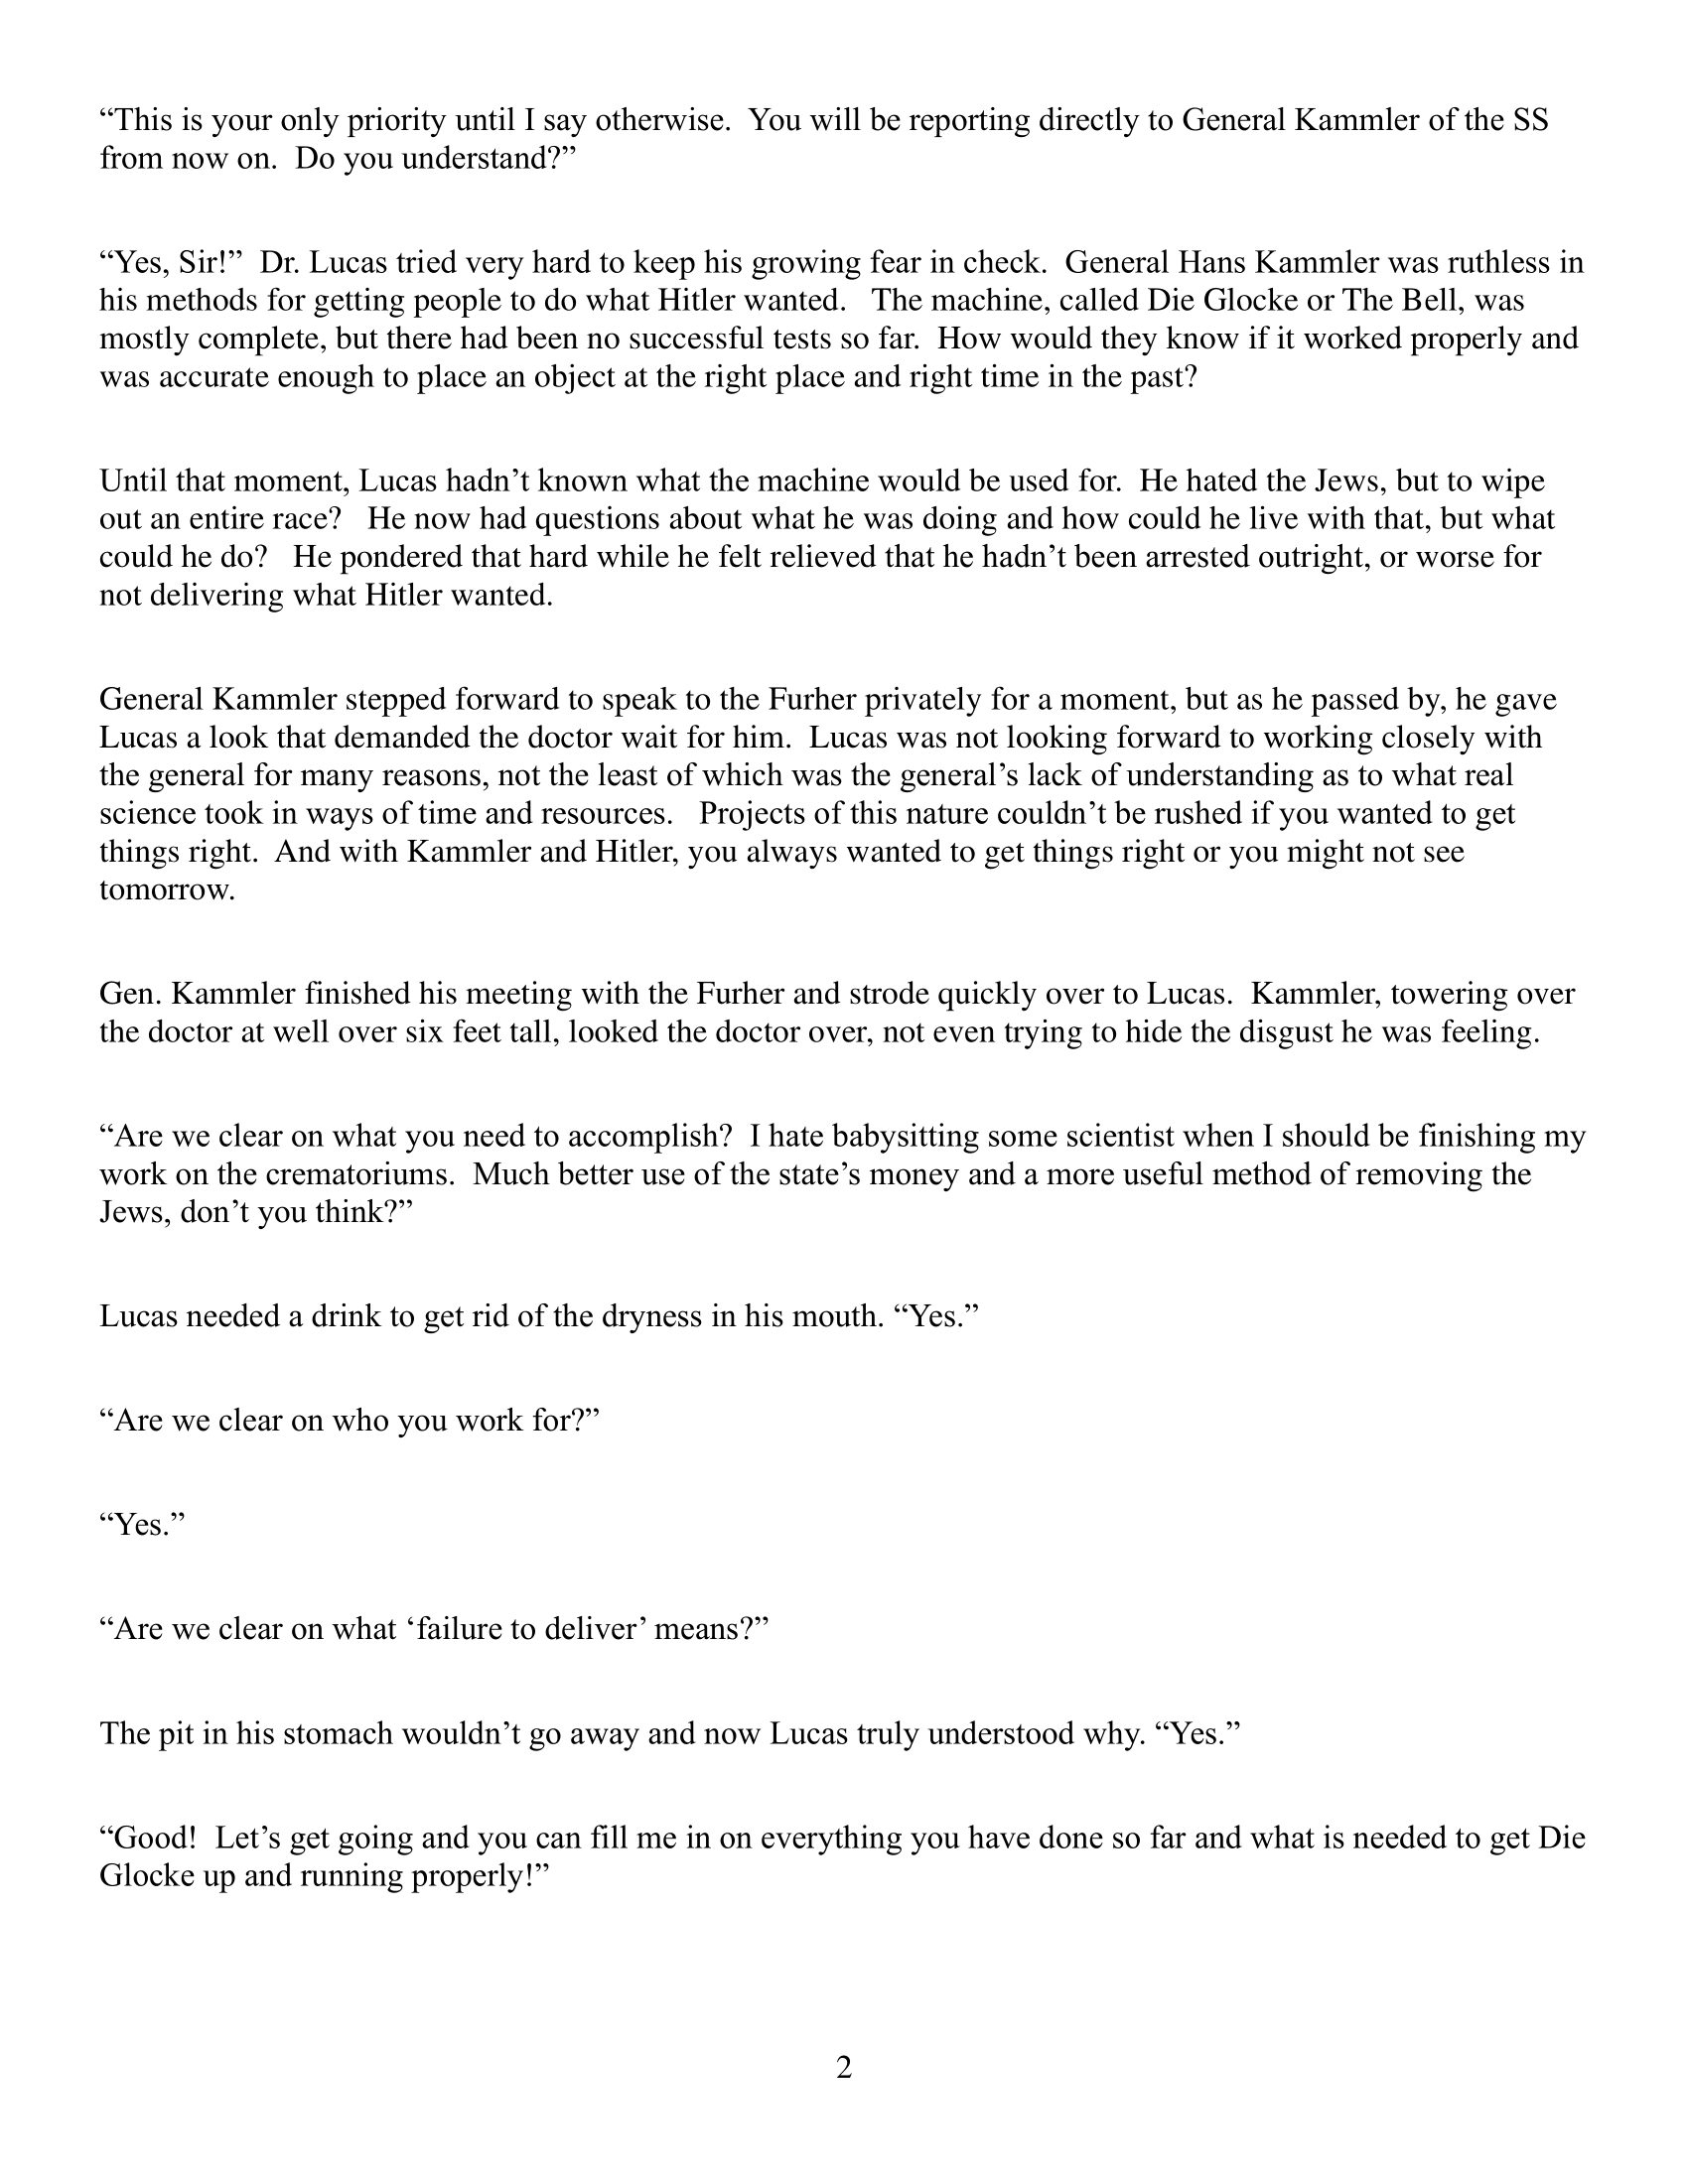 “This is your only priority until I say otherwise.  You will be reporting directly to General Kammler of the SS
from now on.  Do you understand?”
“Yes, Sir!”  Dr. Lucas tried very hard to keep his growing fear in check.  General Hans Kammler was ruthless in
his methods for getting people to do what Hitler wanted.   The machine, called Die Glocke or The Bell, was
mostly complete, but there had been no successful tests so far.  How would they know if it worked properly and
was accurate enough to place an object at the right place and right time in the past?
Until that moment, Lucas hadn’t known what the machine would be used for.  He hated the Jews, but to wipe
out an entire race?   He now had questions about what he was doing and how could he live with that, but what
could he do?   He pondered that hard while he felt relieved that he hadn’t been arrested outright, or worse for
not delivering what Hitler wanted.
General Kammler stepped forward to speak to the Furher privately for a moment, but as he passed by, he gave
Lucas a look that demanded the doctor wait for him.  Lucas was not looking forward to working closely with
the general for many reasons, not the least of which was the general’s lack of understanding as to what real
science took in ways of time and resources.   Projects of this nature couldn’t be rushed if you wanted to get
things right.  And with Kammler and Hitler, you always wanted to get things right or you might not see
tomorrow.
Gen. Kammler finished his meeting with the Furher and strode quickly over to Lucas.  Kammler, towering over
the doctor at well over six feet tall, looked the doctor over, not even trying to hide the disgust he was feeling.
“Are we clear on what you need to accomplish?  I hate babysitting some scientist when I should be finishing my
work on the crematoriums.  Much better use of the state’s money and a more useful method of removing the
Jews, don’t you think?”
Lucas needed a drink to get rid of the dryness in his mouth. “Yes.”
“Are we clear on who you work for?”
“Yes.”
“Are we clear on what ‘failure to deliver’ means?”
The pit in his stomach wouldn’t go away and now Lucas truly understood why. “Yes.”
“Good!  Let’s get going and you can fill me in on everything you have done so far and what is needed to get Die
Glocke up and running properly!”
2